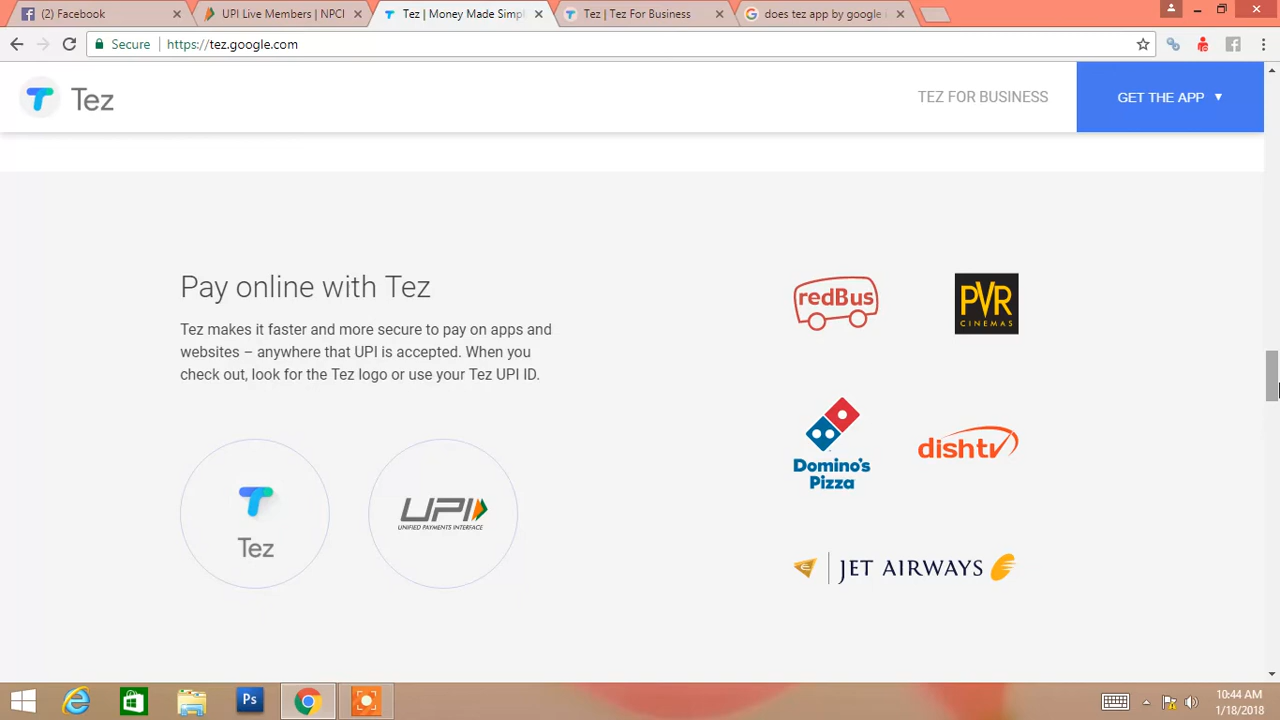 (2) Facebook
UPI Live Members | NPCI
Tez | Money Made Simpl
Tez | Tez For Business
does tez app by google
Secure
https://tez.google.com
Tez
TEZ FOR BUSINESS
GET THE APP
Pay online with Tez
Tez makes it faster and more secure to pay on apps and
websites – anywhere that UPI is accepted. When you
check out, look for the Tez logo or use your Tez UPI ID.
Tez
UPI
UNIFIED PAYMENTS INTERFACE
redBus
PVR
CINEMAS
Domino's
Pizza
dishtv
JET AIRWAYS
Ps
10:44 AM
1/18/2018